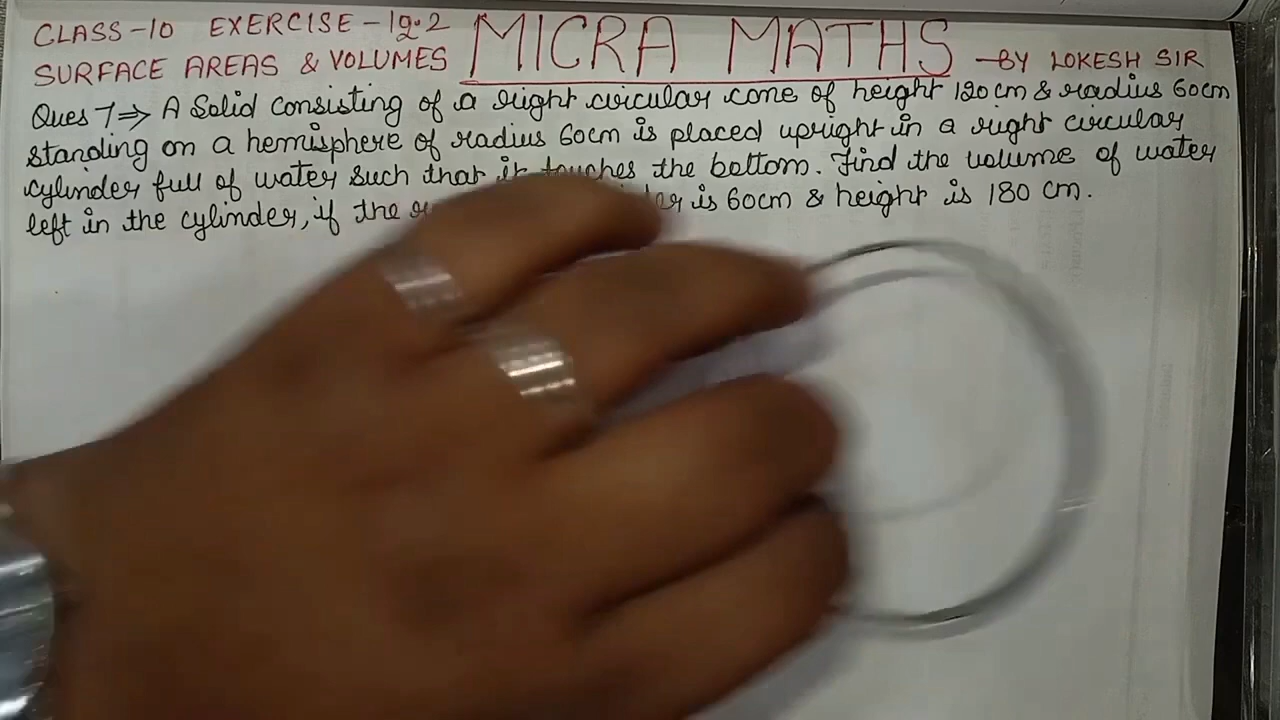 CLASS-10 EXERCISE-12.2 MICRA MATHS -BY LOKESH SIR
SURFACE AREAS & VOLUMES
Ques 7⇒ A Solid consisting of a right circular cone of height 120cm & radius 60cm
standing on a hemisphere of radius 60cm is placed upright in a right circular
cylinder full of water such that it touches the bottom. Find the volume of water
left in the cylinder, if the is 60cm & height is 180 cm.